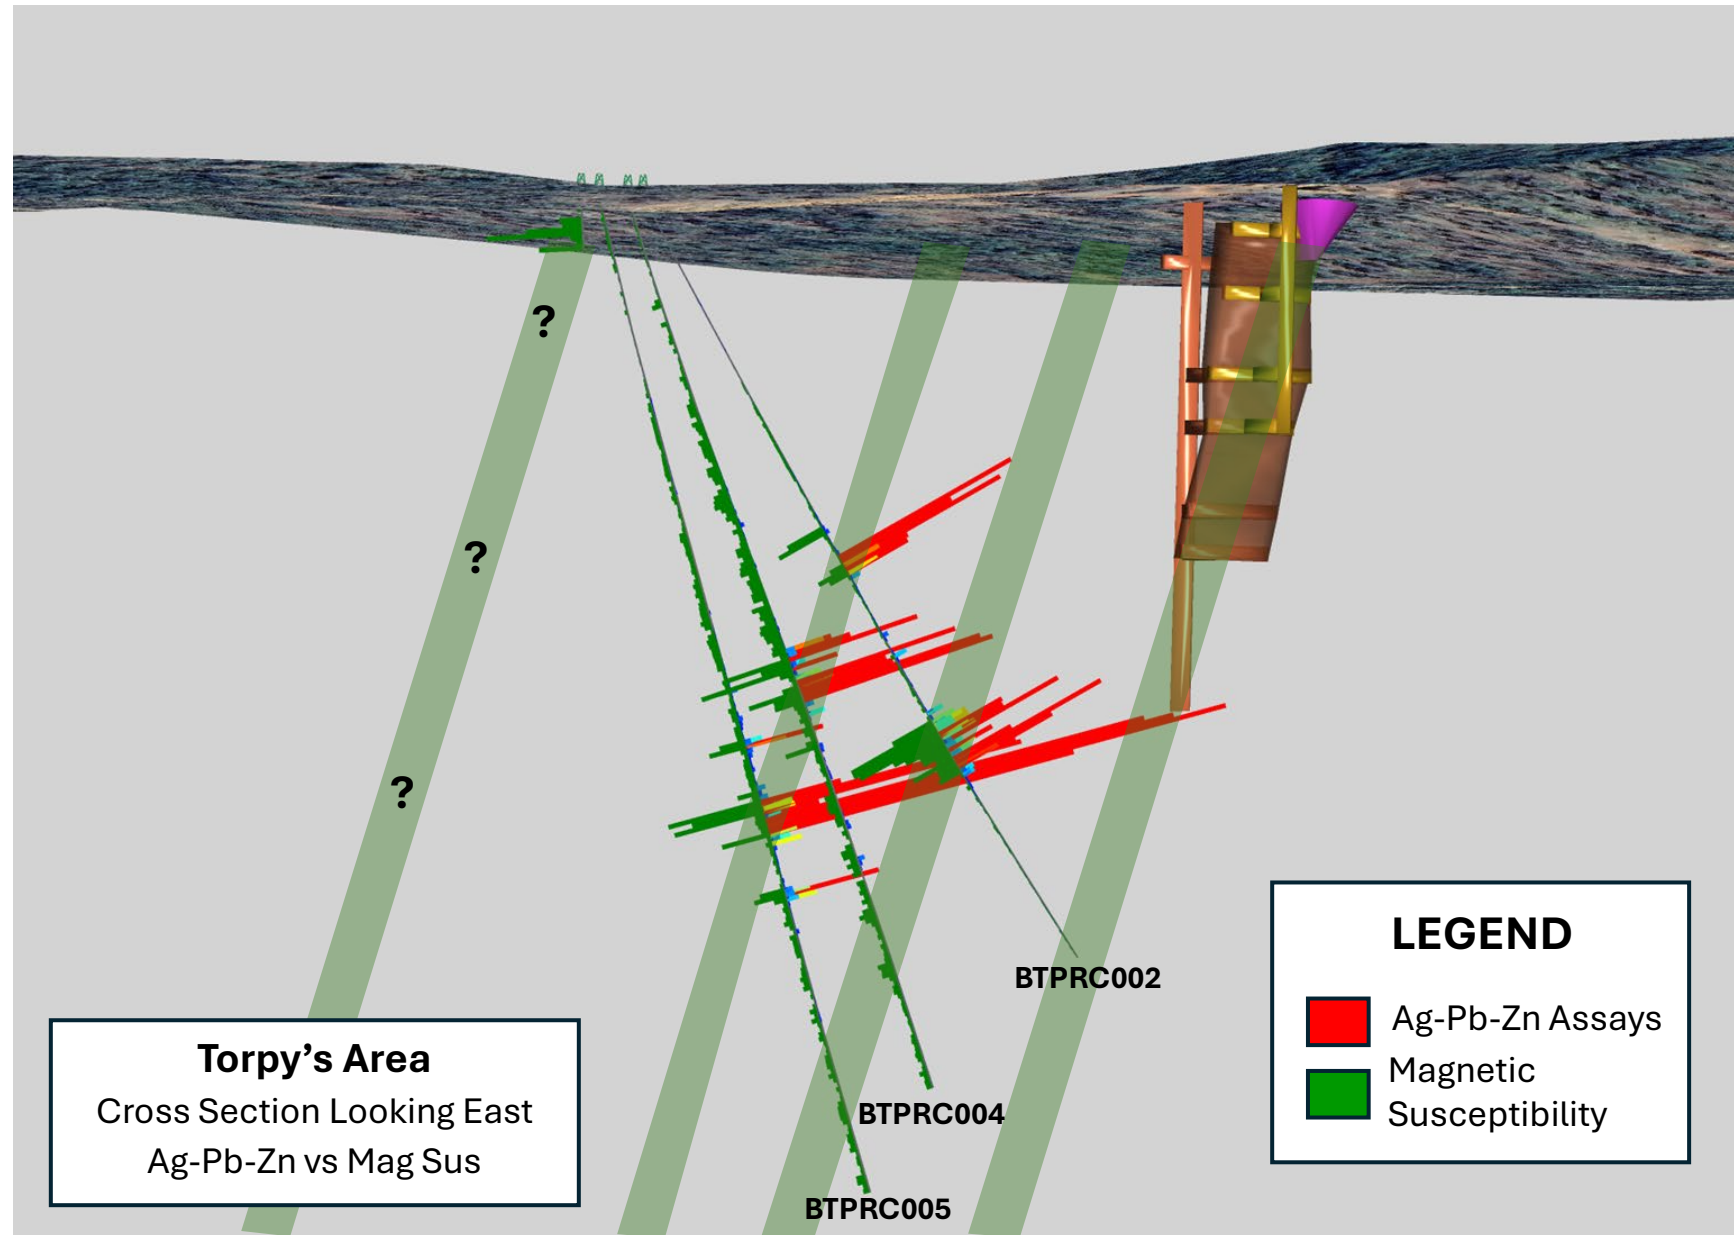 ?
?
?
BTPRC002
BTPRC004
BTPRC005
Torpy’s Area
Cross Section Looking East
Ag-Pb-Zn vs Mag Sus
LEGEND
Ag-Pb-Zn Assays
Magnetic
Susceptibility